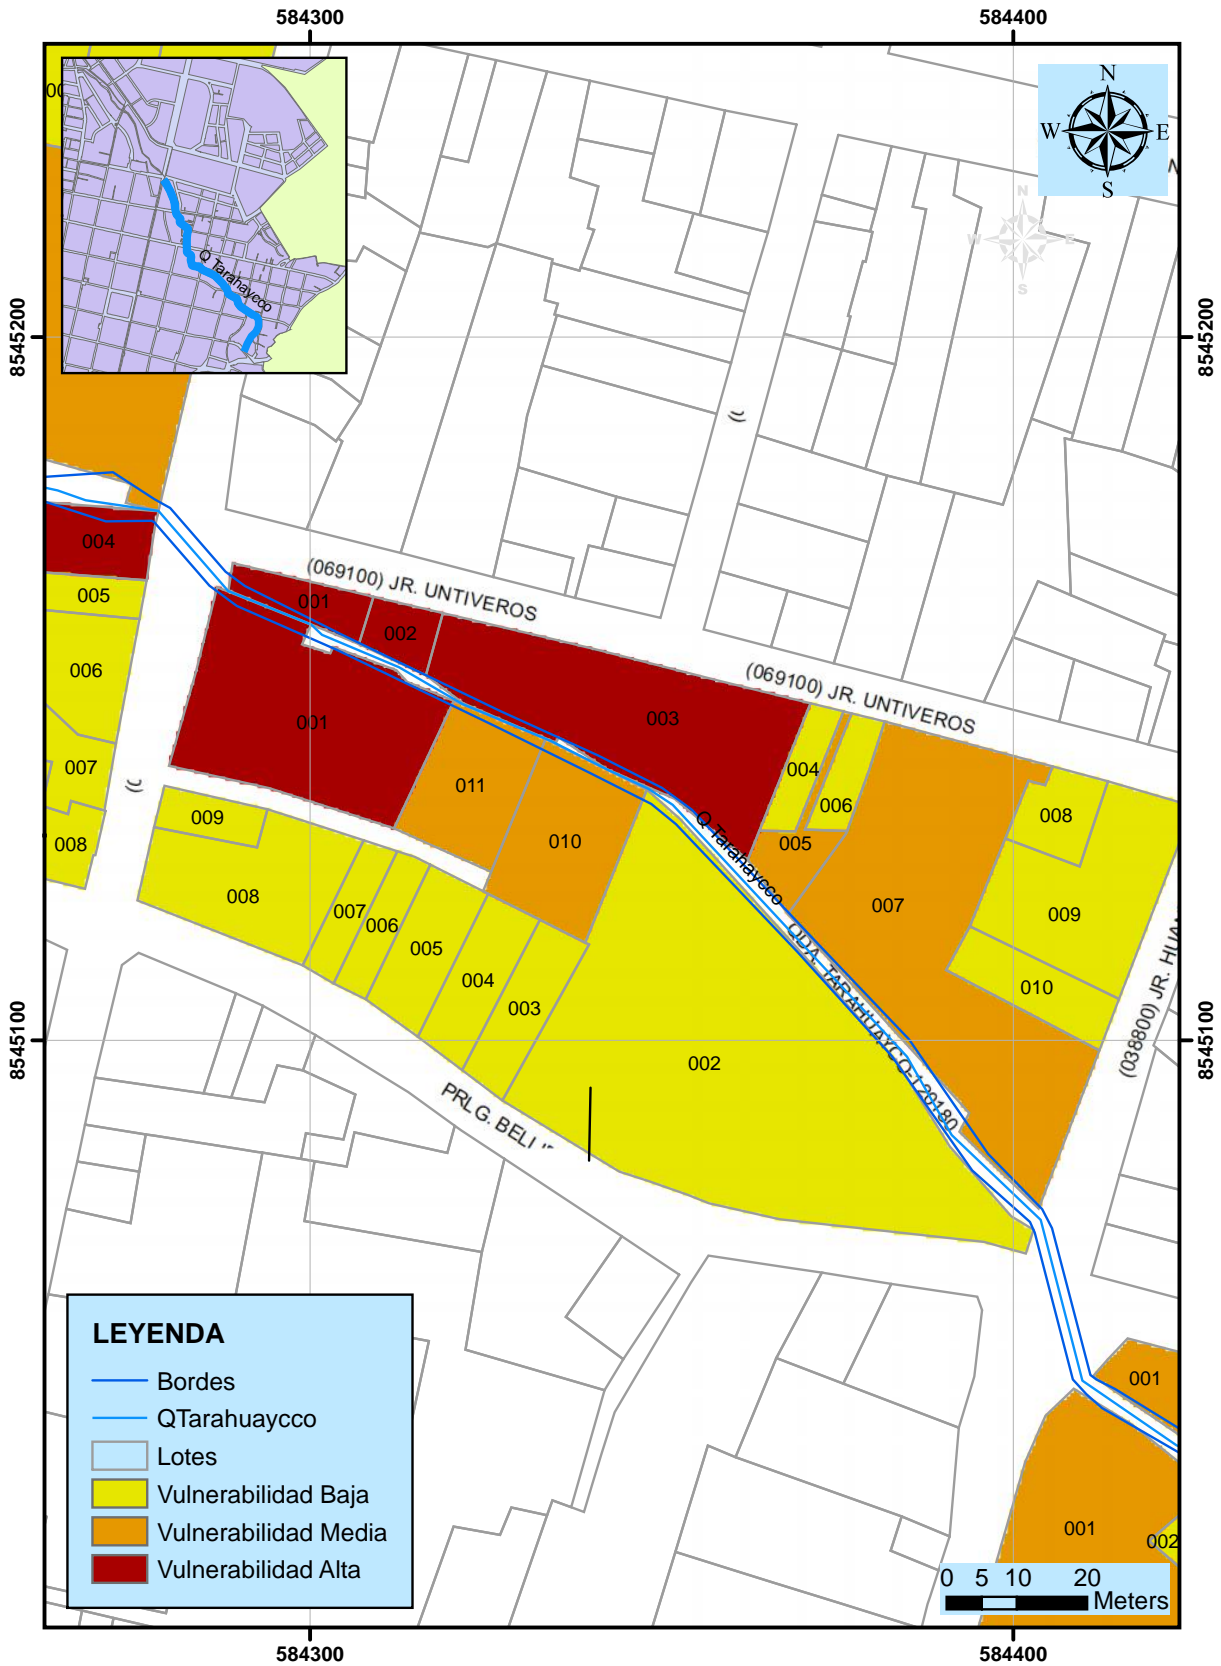 584300
584400
N
W
E
S
N
W
E
S
N
Q Tarahaycco
8545200
8545200
004
005
006
007
008
(069100) JR. UNTIVEROS
001
002
003
(069100) JR. UNTIVEROS
001
011
010
004
006
005
007
008
009
010
009
008
007
006
005
004
003
002
Q Tarahaycco
QDA. TARAHUAYCO-120180
(038800) JR. HUA
8545100
8545100
PRLG. BELI
001
001
002
LEYENDA
Bordes
QTarahuaycco
Lotes
Vulnerabilidad Baja
Vulnerabilidad Media
Vulnerabilidad Alta
0 5 10 20
Meters
584300
584400